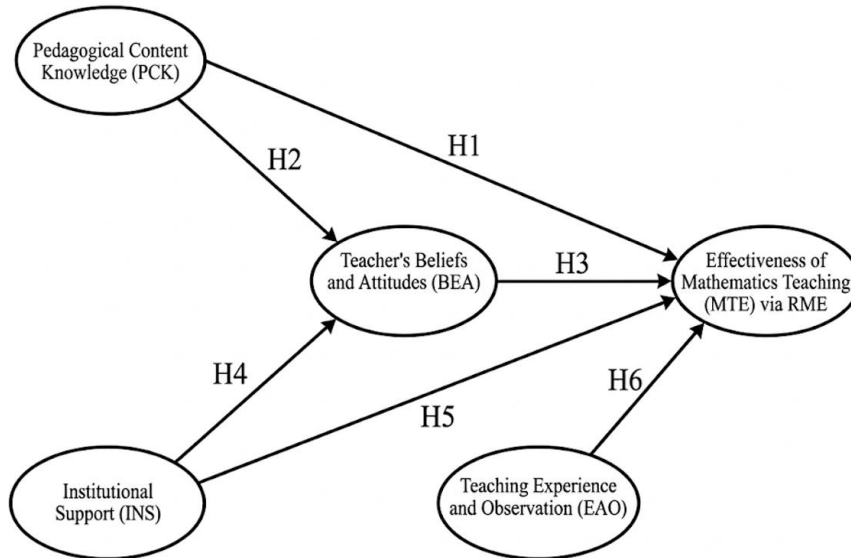 Pedagogical Content
Knowledge (PCK)
H1
H2
Teacher's Beliefs
and Attitudes (BEA)
H3
Effectiveness of
Mathematics Teaching
(MTE) via RME
H4
H5
H6
Institutional
Support (INS)
Teaching Experience
and Observation (EAO)